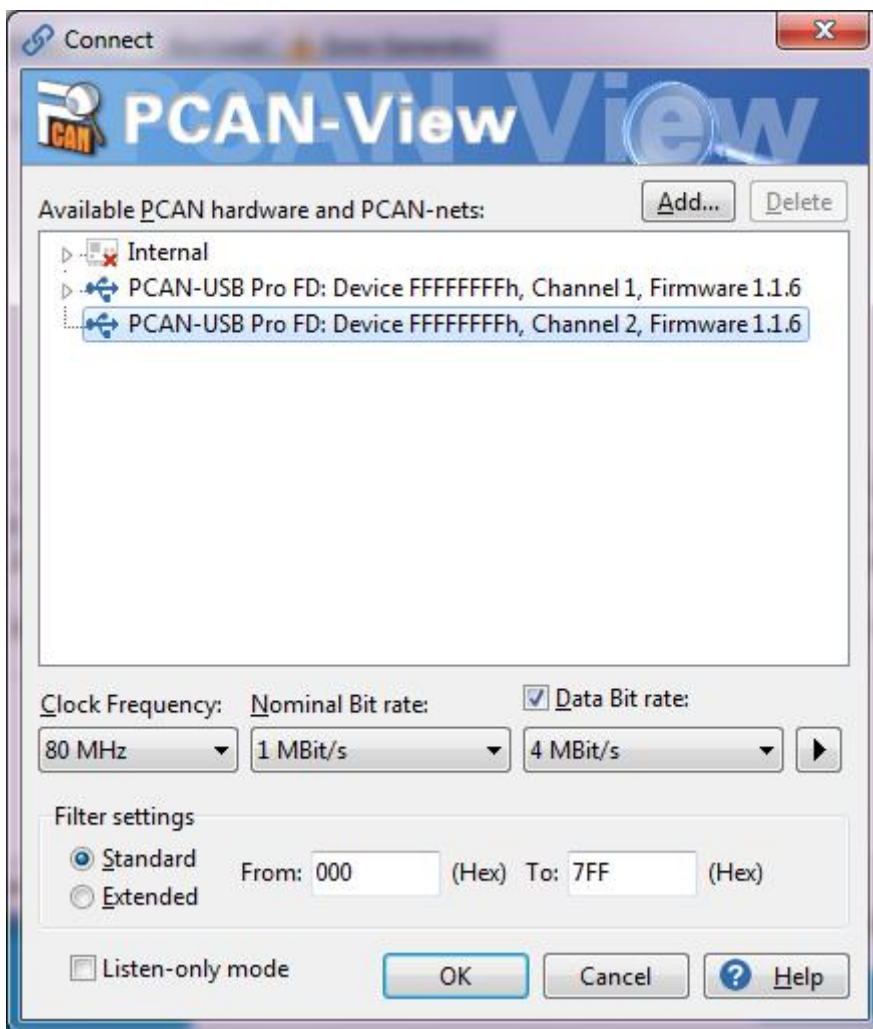 Connect
PCAN-View
Available PCAN hardware and PCAN-nets:
Add...
Delete
Internal
PCAN-USB Pro FD: Device FFFFFFFFh, Channel 1, Firmware 1.1.6
PCAN-USB Pro FD: Device FFFFFFFFh, Channel 2, Firmware 1.1.6
Clock Frequency:
Nominal Bit rate:
Data Bit rate:
80 MHz
1 MBit/s
4 MBit/s
Filter settings
Standard
Extended
From: 000 (Hex) To: 7FF (Hex)
Listen-only mode
OK
Cancel
Help